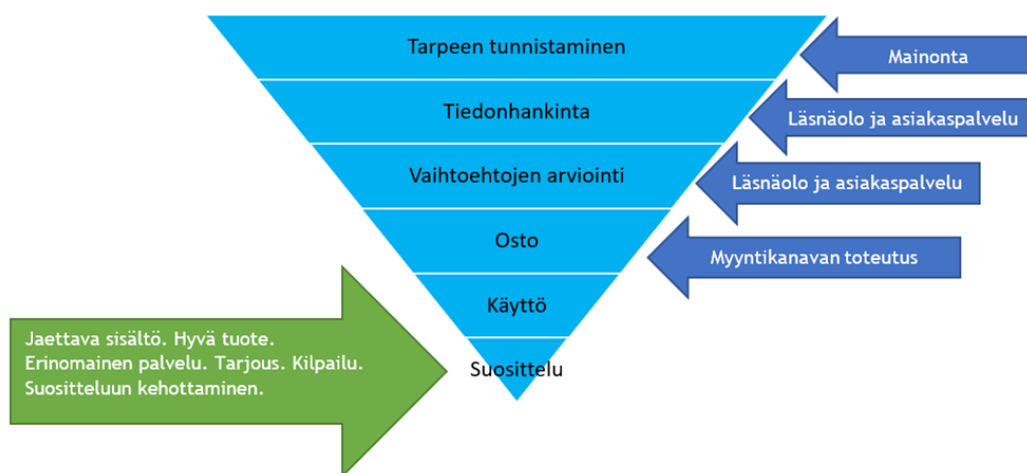 Tarpeen tunnistaminen
Mainonta
Tiedonhankinta
Läsnäolo ja asiakaspalvelu
Vaihtoehtojen arviointi
Läsnäolo ja asiakaspalvelu
Osto
Myyntikanavan toteutus
Käyttö
Jaettava sisältö. Hyvä tuote.
Erinomainen palvelu. Tarjous. Kilpailu.
Suositteluun kehottaminen.
Suosittelu